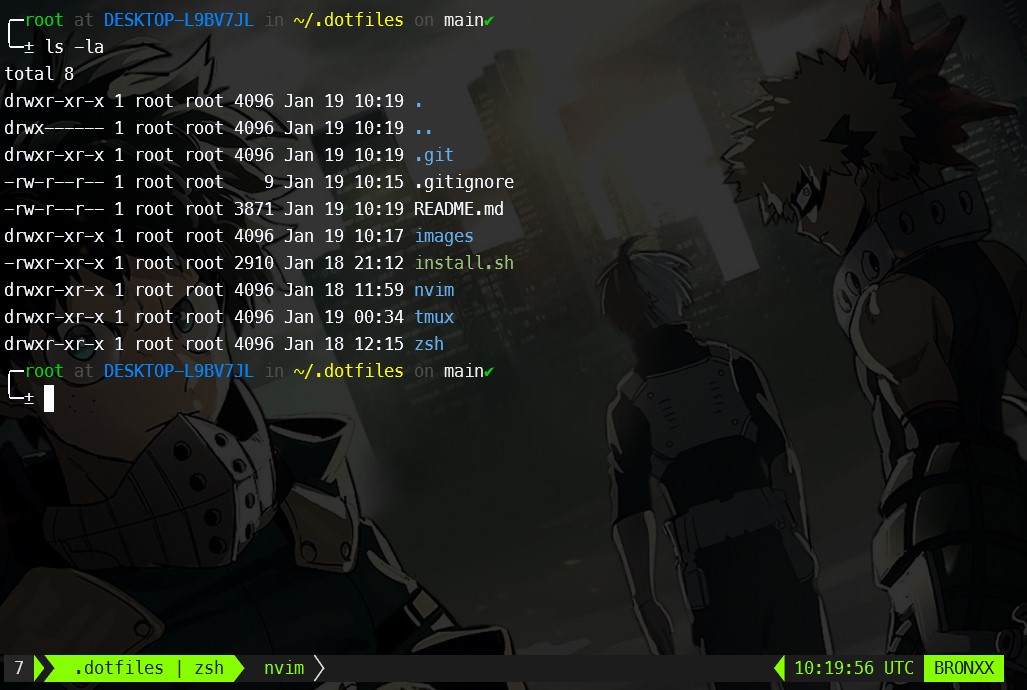 root at DESKTOP-L9BV7JL in ~/.dotfiles on main✔
± ls -la
total 8
drwxr-xr-x 1 root root 4096 Jan 19 10:19 .
drwx------ 1 root root 4096 Jan 19 10:19 ..
drwxr-xr-x 1 root root 4096 Jan 19 10:19 .git
-rw-r--r-- 1 root root    9 Jan 19 10:15 .gitignore
-rw-r--r-- 1 root root 3871 Jan 19 10:19 README.md
drwxr-xr-x 1 root root 4096 Jan 19 10:17 images
-rwxr-xr-x 1 root root 2910 Jan 18 21:12 install.sh
drwxr-xr-x 1 root root 4096 Jan 18 11:59 nvim
drwxr-xr-x 1 root root 4096 Jan 19 00:34 tmux
drwxr-xr-x 1 root root 4096 Jan 18 12:15 zsh
root at DESKTOP-L9BV7JL in ~/.dotfiles on main✔
±
7 .dotfiles | zsh nvim 10:19:56 UTC BRONXX